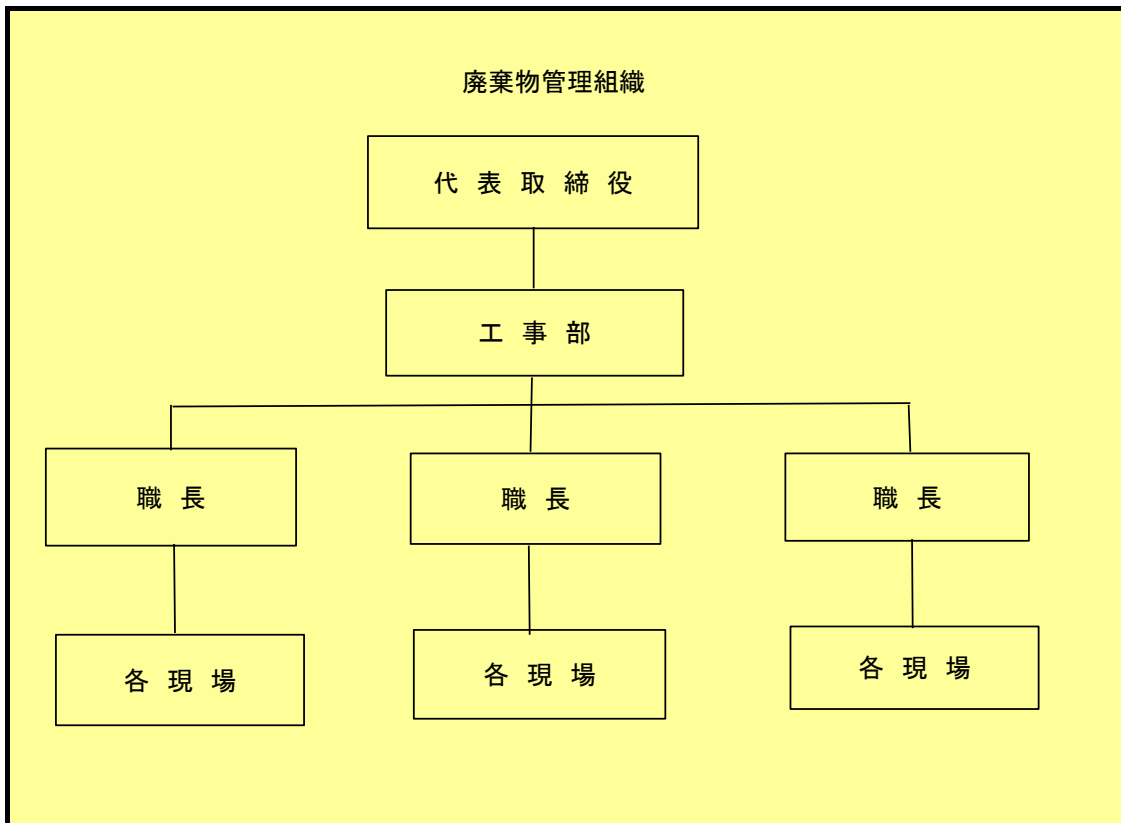 廃棄物管理組織
代表取締役
工事部
職長
職長
職長
各現場
各現場
各現場